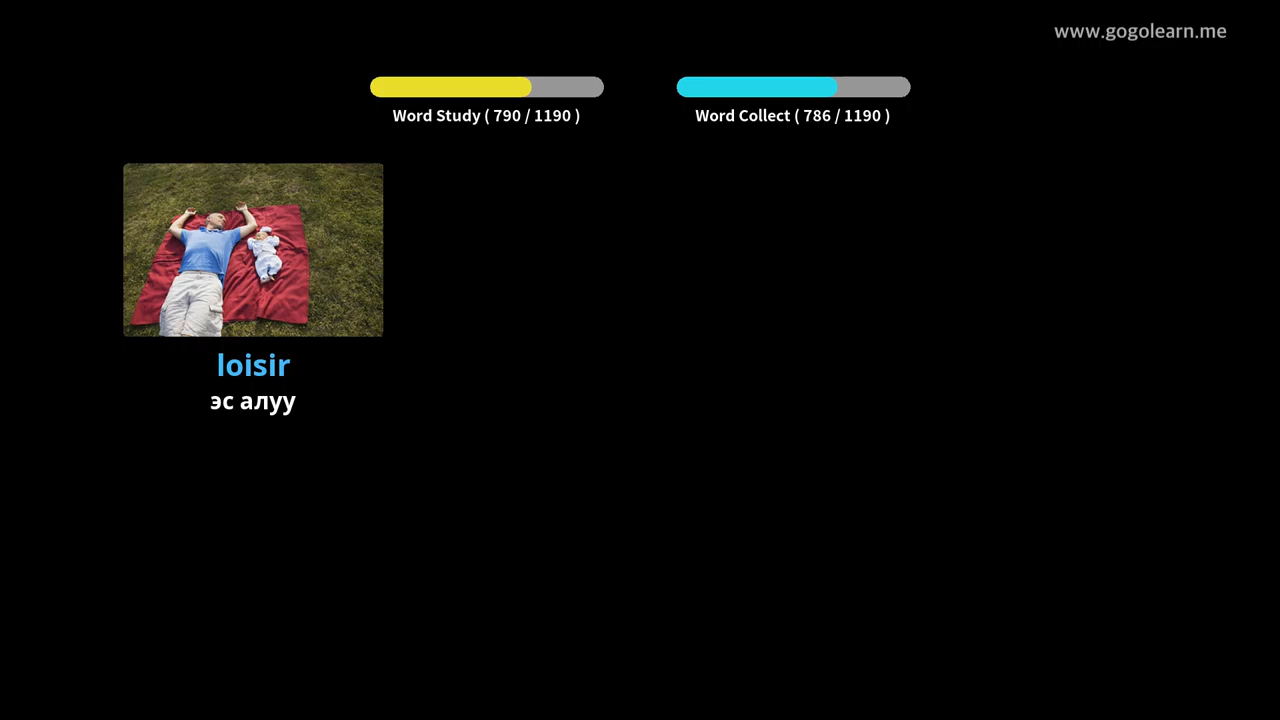 www.gogolearn.me
Word Study ( 790 / 1190 )
Word Collect ( 786 / 1190 )
loisir
эс алуу